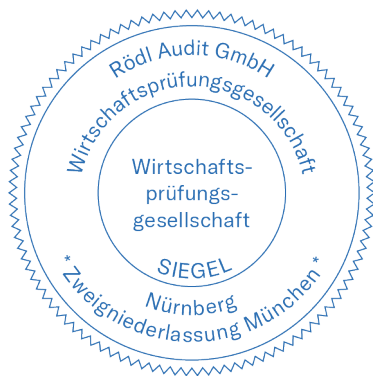 Rödl Audit GmbH
Wirtschaftsprüfungsgesellschaft
Wirtschafts-
prüfungs-
gesellschaft
SIEGEL
Nürnberg
* Zweigniederlassung München *